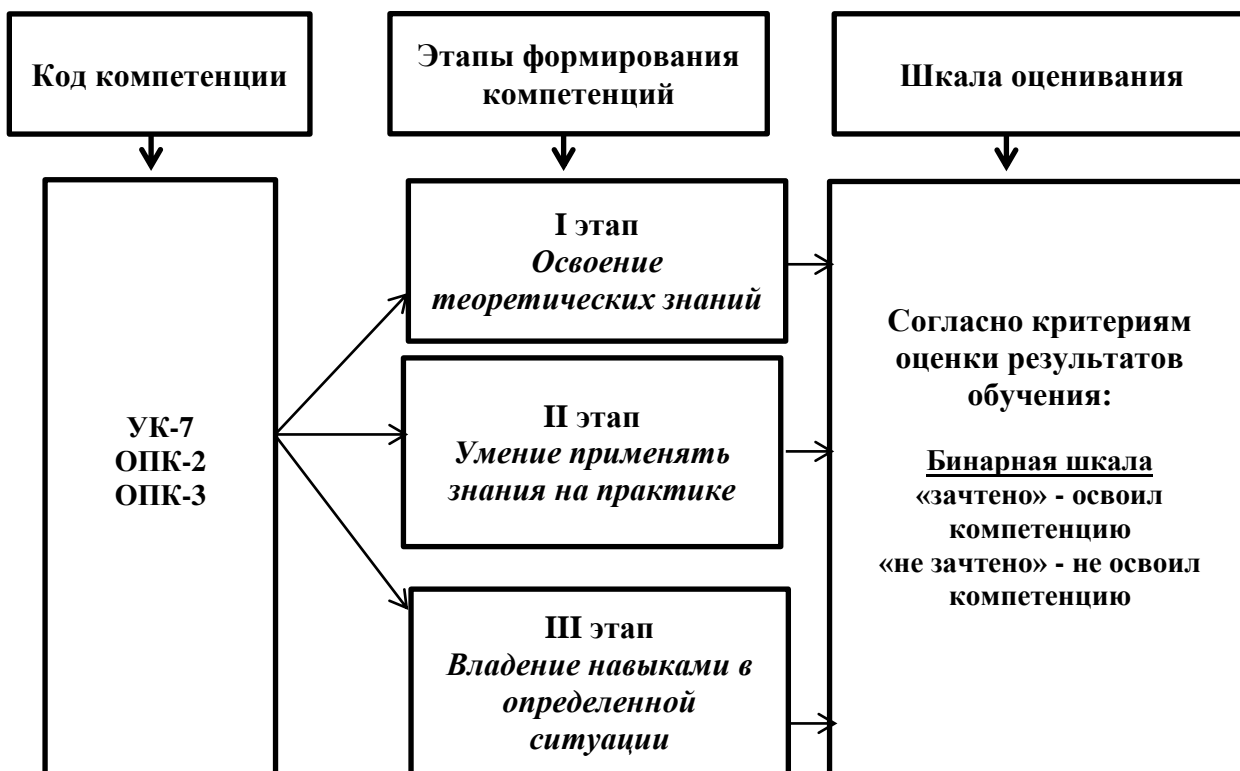 Код компетенции
Этапы формирования
компетенций
Шкала оценивания
УК-7
ОПК-2
ОПК-3
I этап
Освоение
теоретических знаний
II этап
Умение применять
знания на практике
III этап
Владение навыками в
определенной
ситуации
Согласно критериям
оценки результатов
обучения:
Бинарная шкала
«зачтено» - освоил
компетенцию
«не зачтено» - не освоил
компетенцию